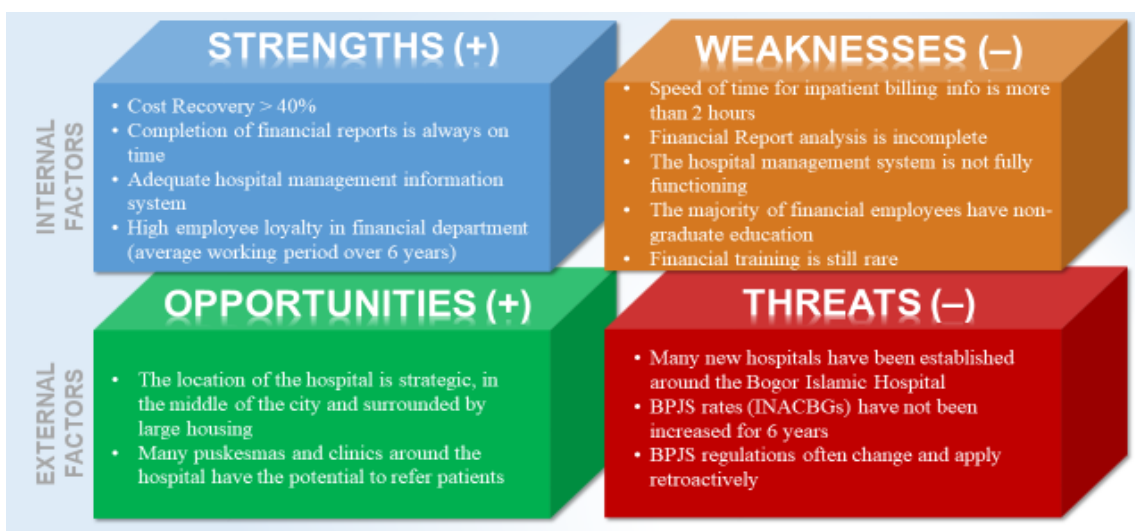 STRENGTHS (+)
• Cost Recovery > 40%
• Completion of financial reports is always on
time
• Adequate hospital management information
system
• High employee loyalty in financial department
(average working period over 6 years)
WEAKNESSES (–)
• Speed of time for inpatient billing info is more
than 2 hours
• Financial Report analysis is incomplete
• The hospital management system is not fully
functioning
• The majority of financial employees have non-
graduate education
• Financial training is still rare
INTERNAL
FACTORS
OPPORTUNITIES (+)
• The location of the hospital is strategic, in
the middle of the city and surrounded by
large housing
• Many puskesmas and clinics around the
hospital have the potential to refer patients
THREATS (–)
• Many new hospitals have been established
around the Bogor Islamic Hospital
• BPJS rates (INACBGs) have not been
increased for 6 years
• BPJS regulations often change and apply
retroactively
EXTERNAL
FACTORS